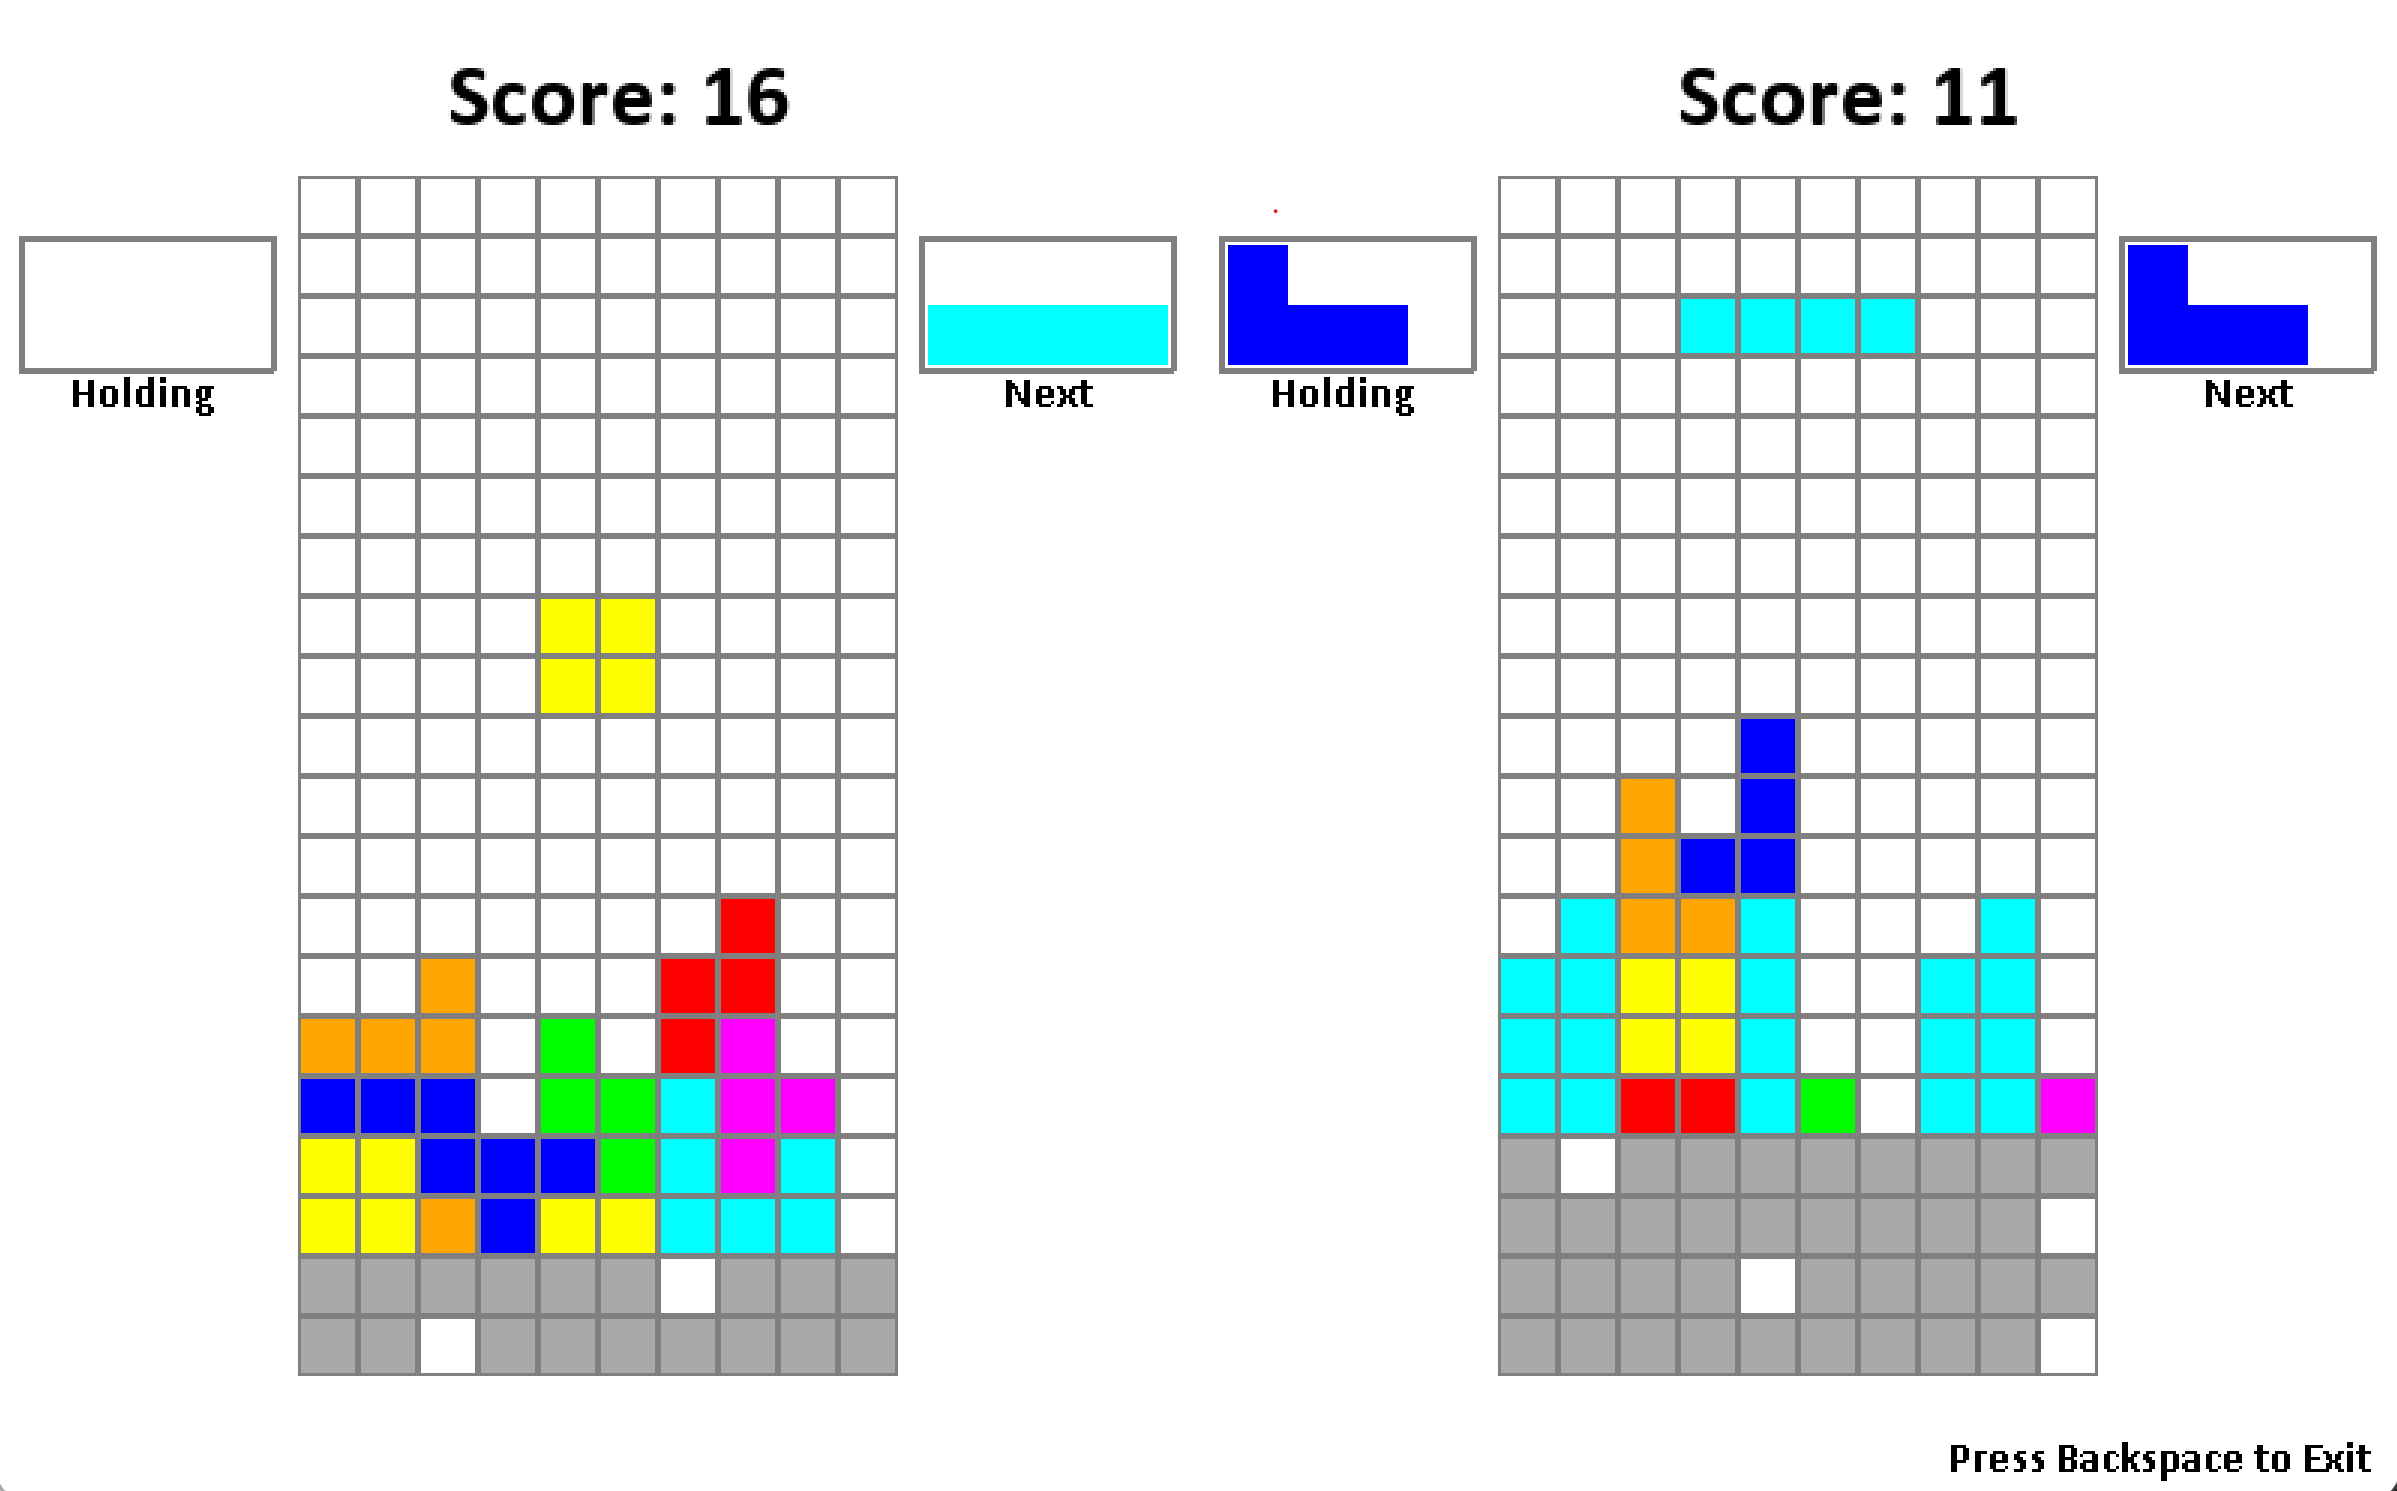 Score: 16
Score: 11
Holding
Next
Holding
Next
Press Backspace to Exit